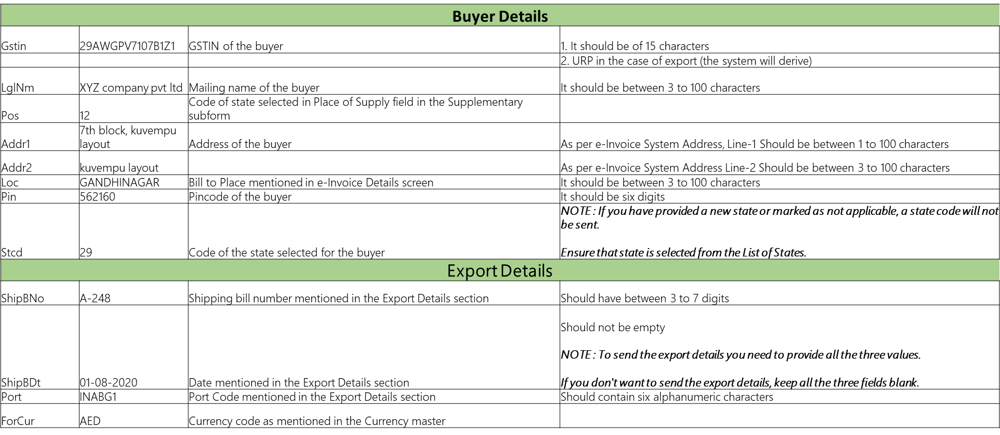 Buyer Details
Gstin 29AWGPV7107B1Z1 GSTIN of the buyer 1. It should be of 15 characters
2. URP in the case of export (the system will derive)
LglNm XYZ company pvt ltd Mailing name of the buyer It should be between 3 to 100 characters
Code of state selected in Place of Supply field in the Supplementary
Pos 12 subform
7th block, kuvempu
Addr1 layout Address of the buyer As per e-Invoice System Address, Line-1 Should be between 1 to 100 characters
Addr2 kuvempu layout As per e-Invoice System Address Line-2 Should be between 3 to 100 characters
Loc GANDHINAGAR Bill to Place mentioned in e-Invoice Details screen It should be between 3 to 100 characters
Pin 562160 Pincode of the buyer It should be six digits
NOTE : If you have provided a new state or marked as not applicable, a state code will not
be sent.
Stcd 29 Code of the state selected for the buyer Ensure that state is selected from the List of States.
Export Details
ShipBNo A-248 Shipping bill number mentioned in the Export Details section Should have between 3 to 7 digits
Should not be empty
NOTE : To send the export details you need to provide all the three values.
ShipBDt 01-08-2020 Date mentioned in the Export Details section If you don't want to send the export details, keep all the three fields blank.
Port INABG1 Port Code mentioned in the Export Details section Should contain six alphanumeric characters
ForCur AED Currency code as mentioned in the Currency master